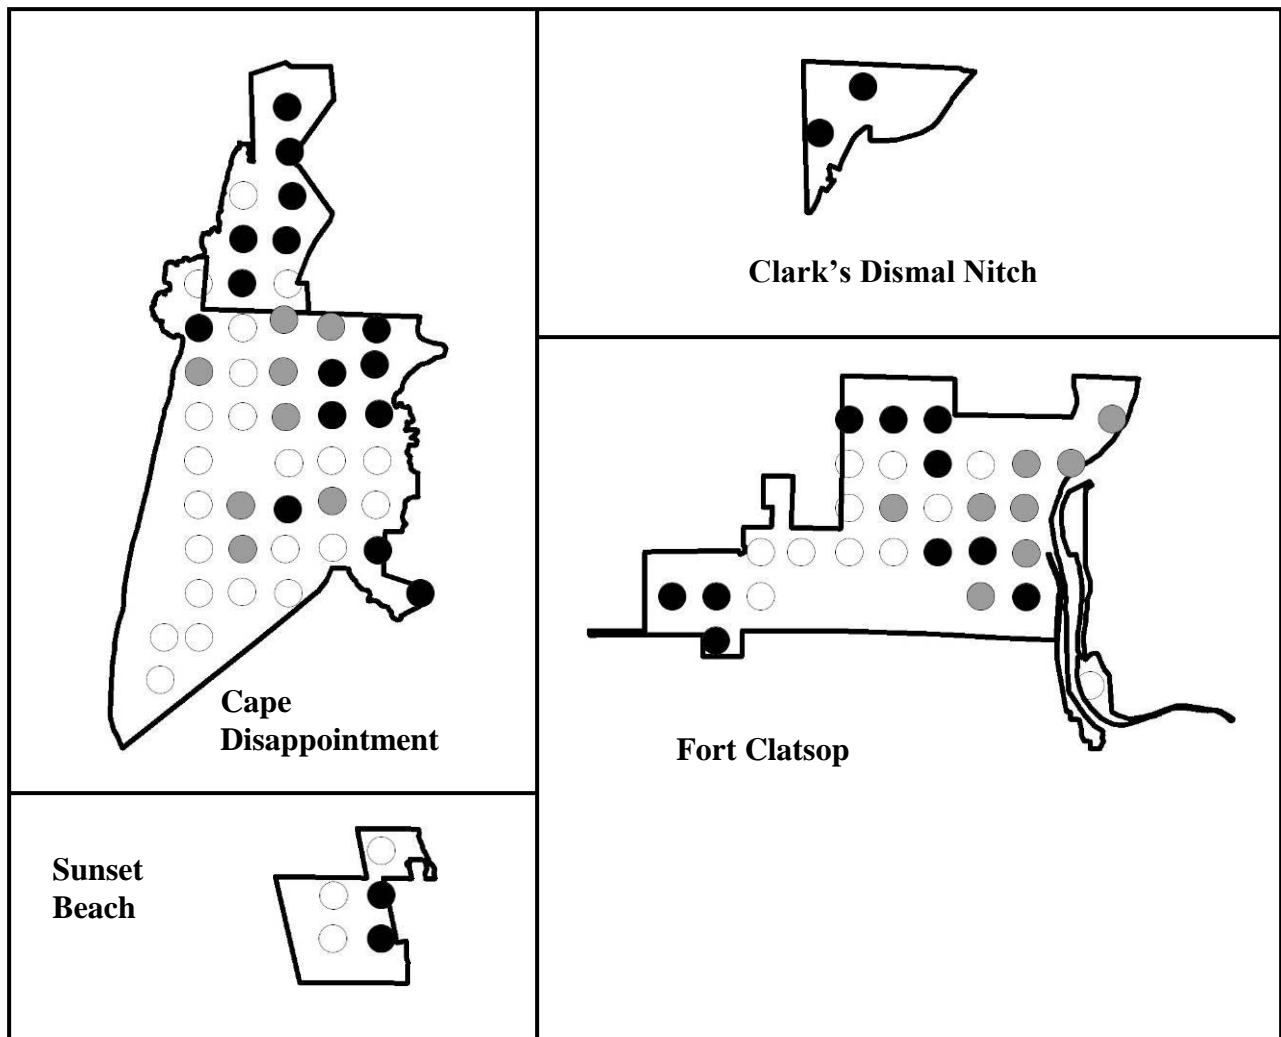 Clark’s Dismal Nitch
Cape
Disappointment
Fort Clatsop
Sunset
Beach